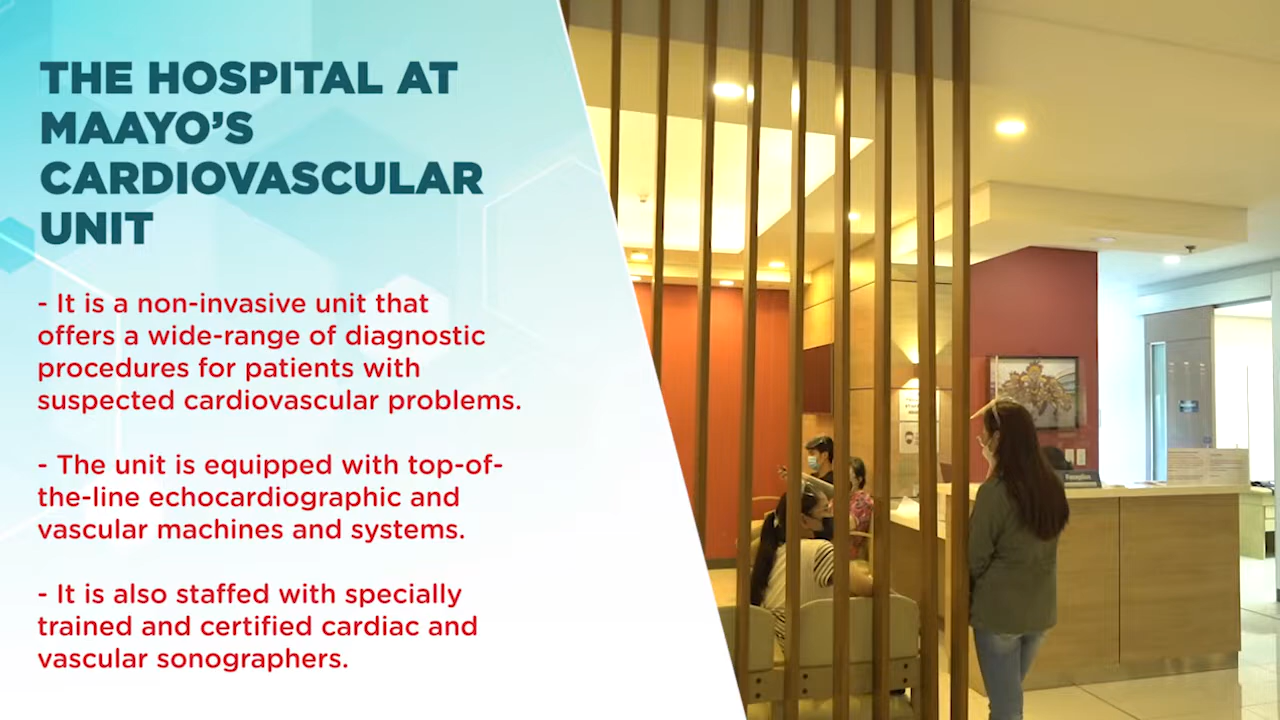 THE HOSPITAL AT
MAAYO'S
CARDIOVASCULAR
UNIT
- It is a non-invasive unit that
offers a wide-range of diagnostic
procedures for patients with
suspected cardiovascular problems.
- The unit is equipped with top-of-
the-line echocardiographic and
vascular machines and systems.
- It is also staffed with specially
trained and certified cardiac and
vascular sonographers.